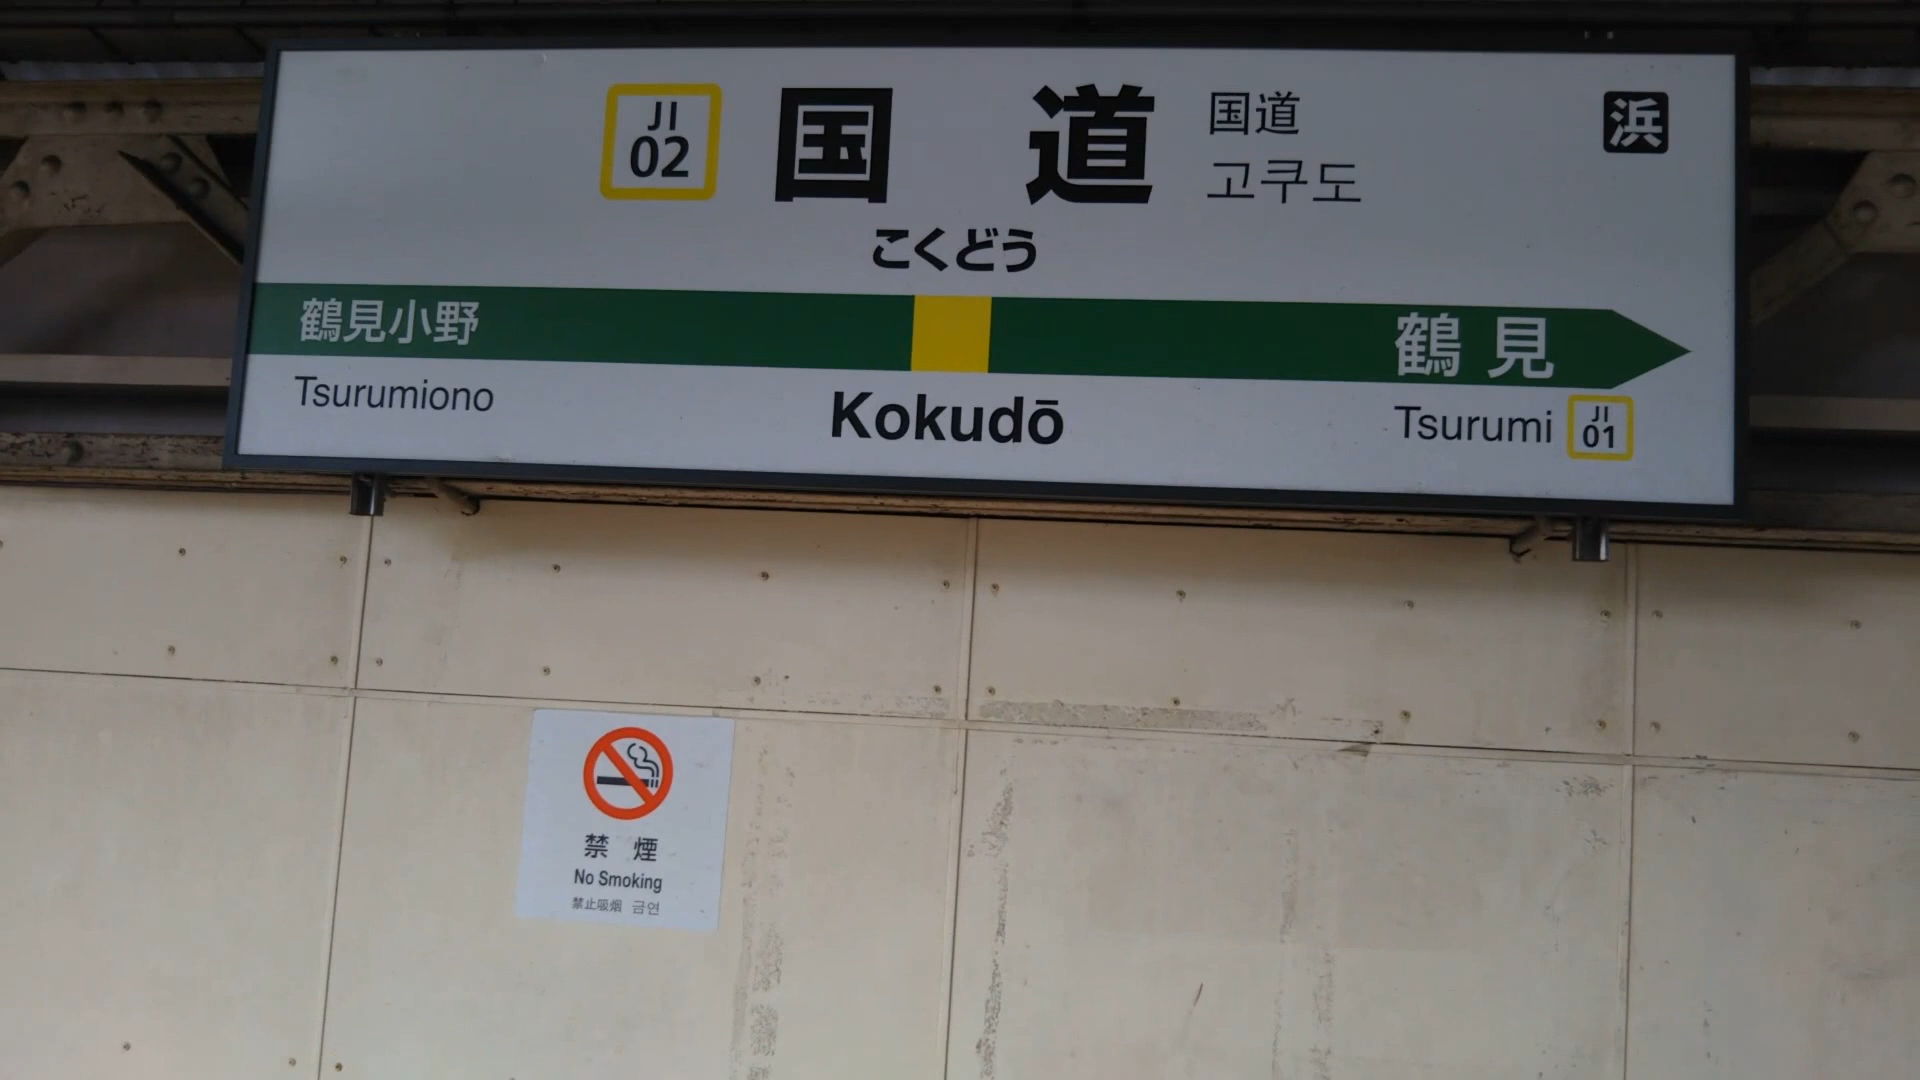 JI
02
国道
国道
고쿠도
浜
こくどう
鶴見小野
鶴見
Tsurumiono
Kokudō
Tsurumi
JI
01
禁煙
No Smoking
禁止吸烟 금연